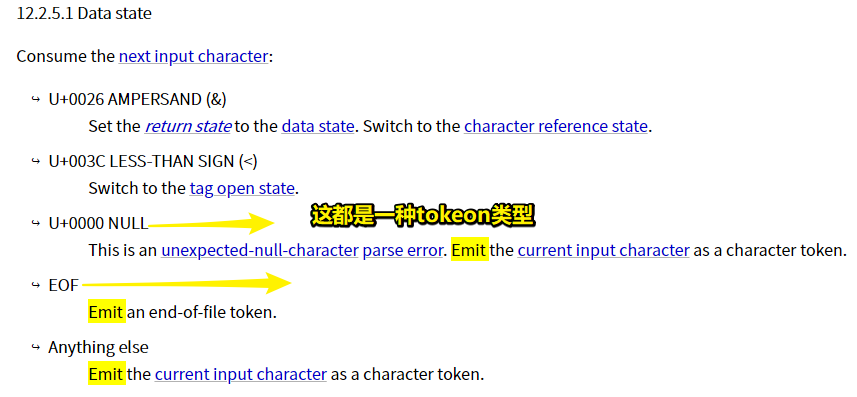 12.2.5.1 Data state
Consume the next input character:
↪ U+0026 AMPERSAND (&)
Set the return state to the data state. Switch to the character reference state.
↪ U+003C LESS-THAN SIGN (<)
Switch to the tag open state.
这都是一种tokeon类型
↪ U+0000 NULL
This is an unexpected-null-character parse error. Emit the current input character as a character token.
↪ EOF
Emit an end-of-file token.
↪ Anything else
Emit the current input character as a character token.